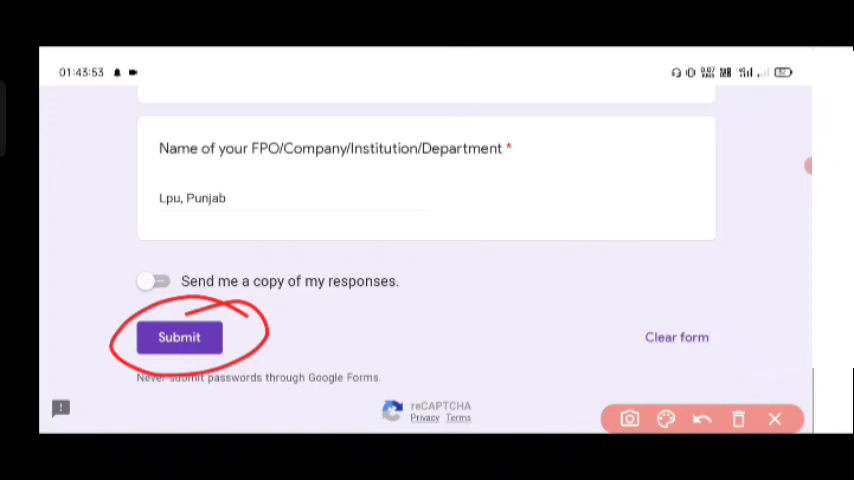 01:43:53
Name of your FPO/Company/Institution/Department *
Lpu, Punjab
Send me a copy of my responses.
Submit
Clear form
Never submit passwords through Google Forms.
reCAPTCHA
Privacy Terms